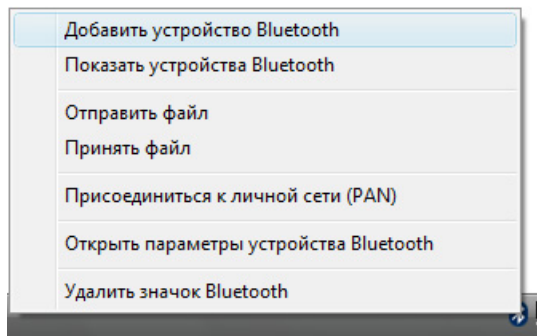 Добавить устройство Bluetooth
Показать устройства Bluetooth
Отправить файл
Принять файл
Присоединиться к личной сети (PAN)
Открыть параметры устройства Bluetooth
Удалить значок Bluetooth